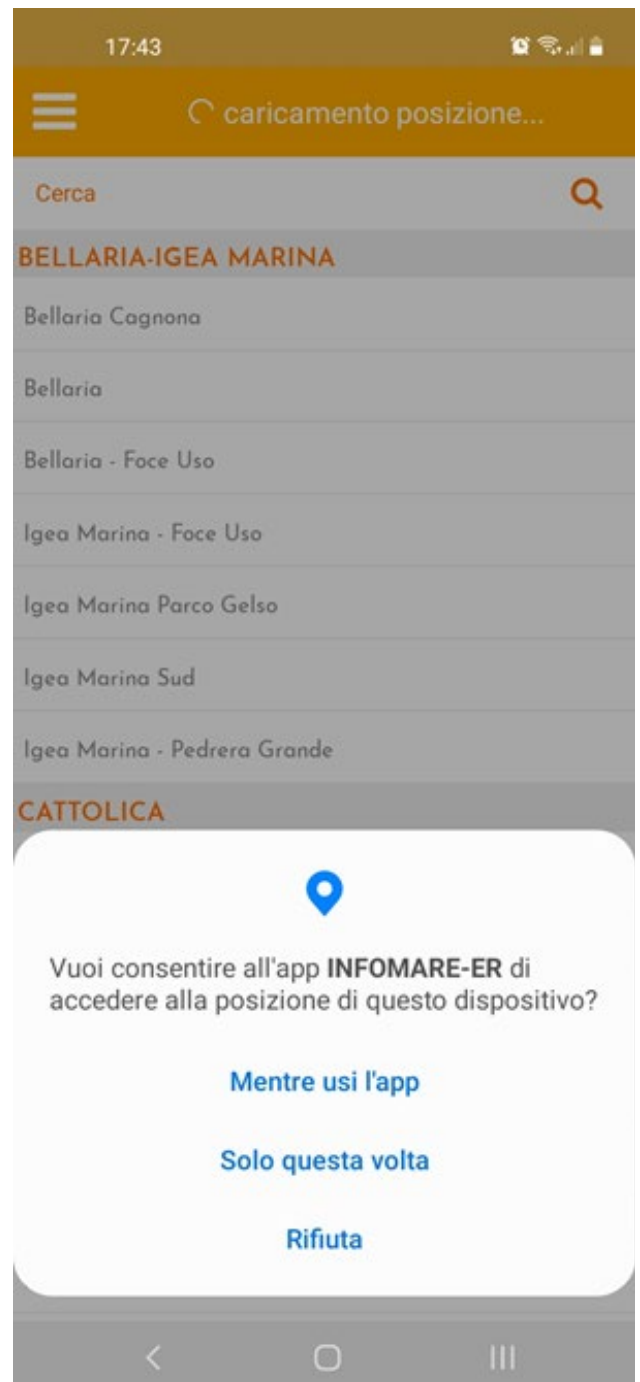 17:43
caricamento posizione...
Cerca
BELLARIA-IGEA MARINA
Bellaria Cagnona
Bellaria
Bellaria - Foce Uso
Igea Marina - Foce Uso
Igea Marina Parco Gelso
Igea Marina Sud
Igea Marina - Pedrera Grande
CATTOLICA
Vuoi consentire all'app INFOMARE-ER di
accedere alla posizione di questo dispositivo?
Mentre usi l'app
Solo questa volta
Rifiuta